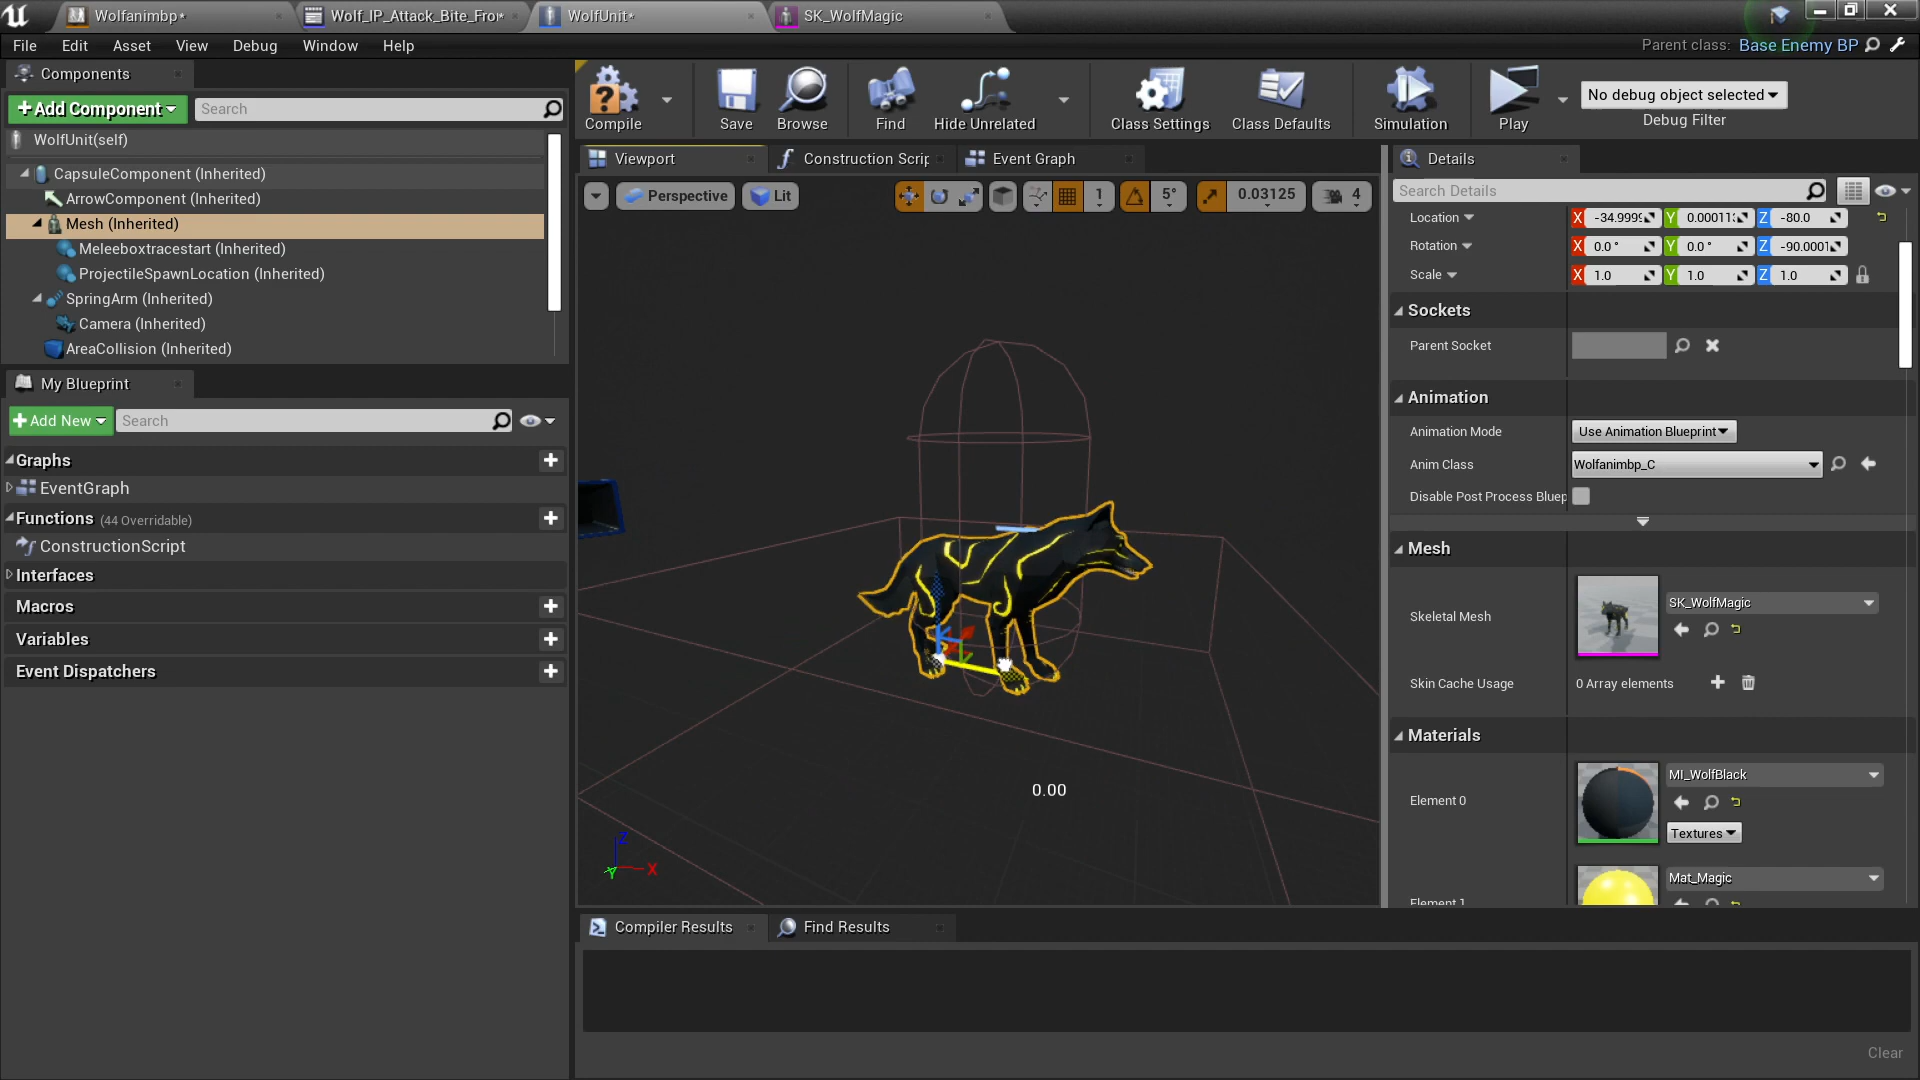 Wolfanimbp*
Wolf_IP_Attack_Bite_Fro
WolfUnit*
SK_WolfMagic
File Edit Asset View Debug Window Help
Parent class: Base Enemy BP
Components
Add Component
Search
WolfUnit(self)
CapsuleComponent (Inherited)
ArrowComponent (Inherited)
Mesh (Inherited)
Meleeboxtracestart (Inherited)
ProjectileSpawnLocation (Inherited)
SpringArm (Inherited)
Camera (Inherited)
AreaCollision (Inherited)
My Blueprint
Add New
Search
Graphs
EventGraph
Functions (44 Overridable)
ConstructionScript
Interfaces
Macros
Variables
Event Dispatchers
Compile
Save
Browse
Find
Hide Unrelated
Class Settings
Class Defaults
Simulation
Play
No debug object selected
Debug Filter
Viewport
Construction Scrip
Event Graph
Perspective
Lit
1
5°
0.03125
4
0.00
Z
X
Y
Details
Search Details
Location X -34.9999 Y 0.00011 Z -80.0
Rotation X 0.0 ° Y 0.0 ° Z -90.0001
Scale X 1.0 Y 1.0 Z 1.0
Sockets
Parent Socket
Animation
Animation Mode Use Animation Blueprint
Anim Class Wolfanimbp_C
Disable Post Process Bluep
Mesh
Skeletal Mesh SK_WolfMagic
Skin Cache Usage 0 Array elements
Materials
Element 0 MI_WolfBlack
Textures
Element 1 Mat_Magic
Compiler Results
Find Results
Clear